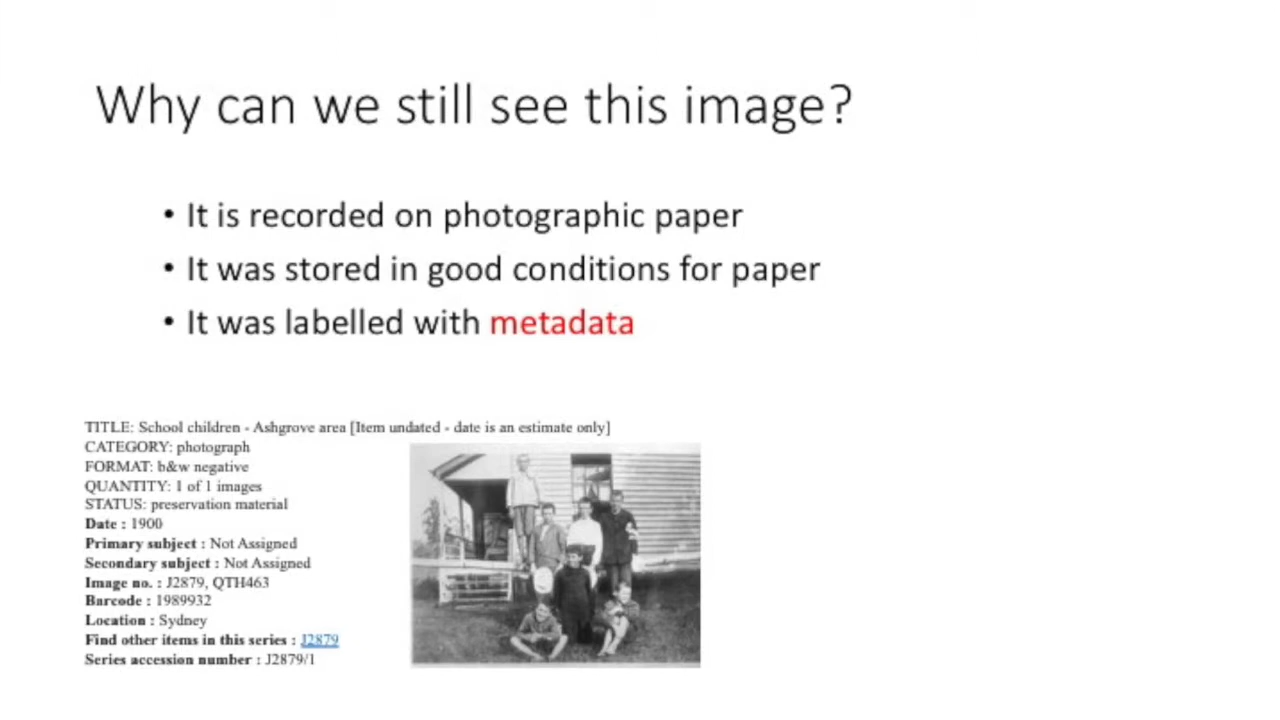 Why can we still see this image?
• It is recorded on photographic paper
• It was stored in good conditions for paper
• It was labelled with metadata
TITLE: School children - Ashgrove area [Item undated - date is an estimate only]
CATEGORY: photograph
FORMAT: b&w negative
QUANTITY: 1 of 1 images
STATUS: preservation material
Date : 1900
Primary subject : Not Assigned
Secondary subject : Not Assigned
Image no. : J2879, QTH463
Barcode : 1989932
Location : Sydney
Find other items in this series : J2879
Series accession number : J2879/1